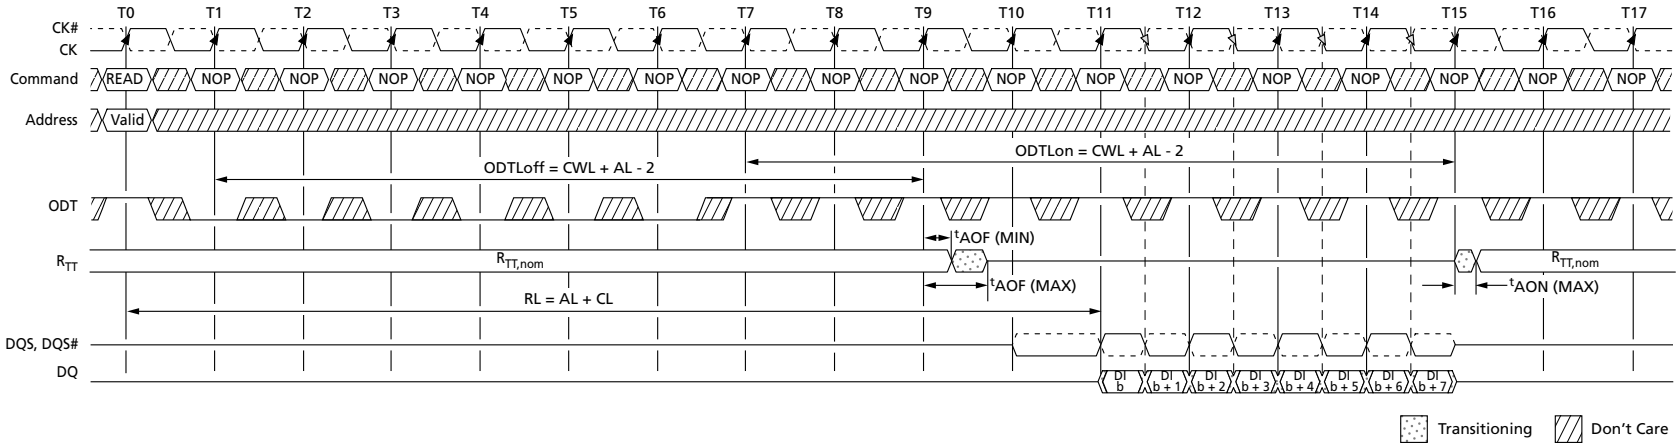 T0 T1 T2 T3 T4 T5 T6 T7 T8 T9 T10 T11 T12 T13 T14 T15 T16 T17
CK#
CK
Command READ NOP NOP NOP NOP NOP NOP NOP NOP NOP NOP NOP NOP NOP NOP NOP NOP NOP
Address Valid
ODTLon = CWL + AL - 2
ODTLoff = CWL + AL - 2
ODT
tAOF (MIN)
RTT RTT,nom RTT,nom
tAOF (MAX) tAON (MAX)
RL = AL + CL
DQS, DQS#
DQ
DI b DI b + 1 DI b + 2 DI b + 3 DI b + 4 DI b + 5 DI b + 6 DI b + 7
Transitioning Don't Care